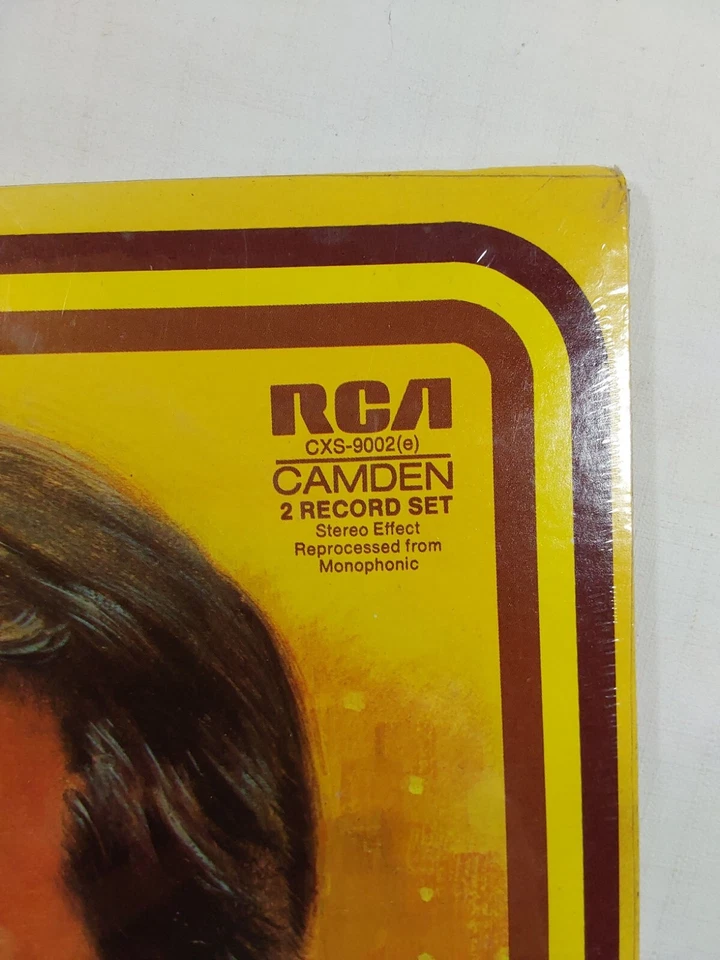 RCA
CXS-9002(e)
CAMDEN
2 RECORD SET
Stereo Effect
Reprocessed from
Monophonic